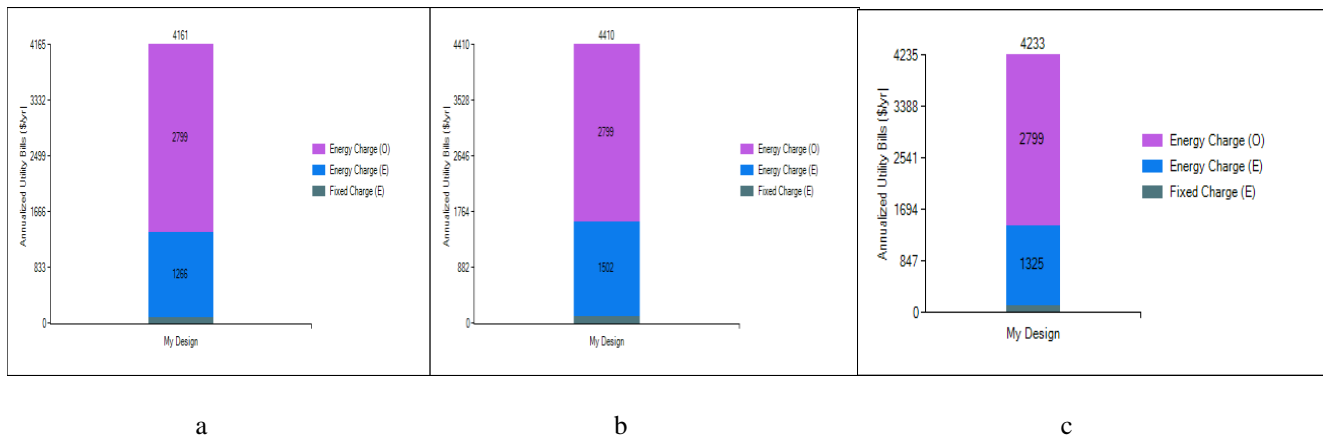 4161
4165
3332
2499
1666
833
0
Annualized Utility Bills ($/yr)
2799
1266
My Design
Energy Charge (O)
Energy Charge (E)
Fixed Charge (E)
4410
4410
3528
2646
1764
882
0
Annualized Utility Bills ($/yr)
2799
1502
My Design
Energy Charge (O)
Energy Charge (E)
Fixed Charge (E)
4233
4235
3388
2541
1694
847
0
Annualized Utility Bills ($/yr)
2799
1325
My Design
Energy Charge (O)
Energy Charge (E)
Fixed Charge (E)
a
b
c